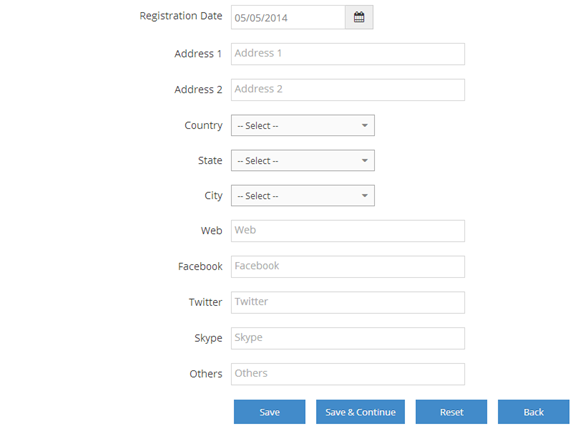 Registration Date 05/05/2014
Address 1 Address 1
Address 2 Address 2
Country -- Select --
State -- Select --
City -- Select --
Web Web
Facebook Facebook
Twitter Twitter
Skype Skype
Others Others
Save Save & Continue Reset Back